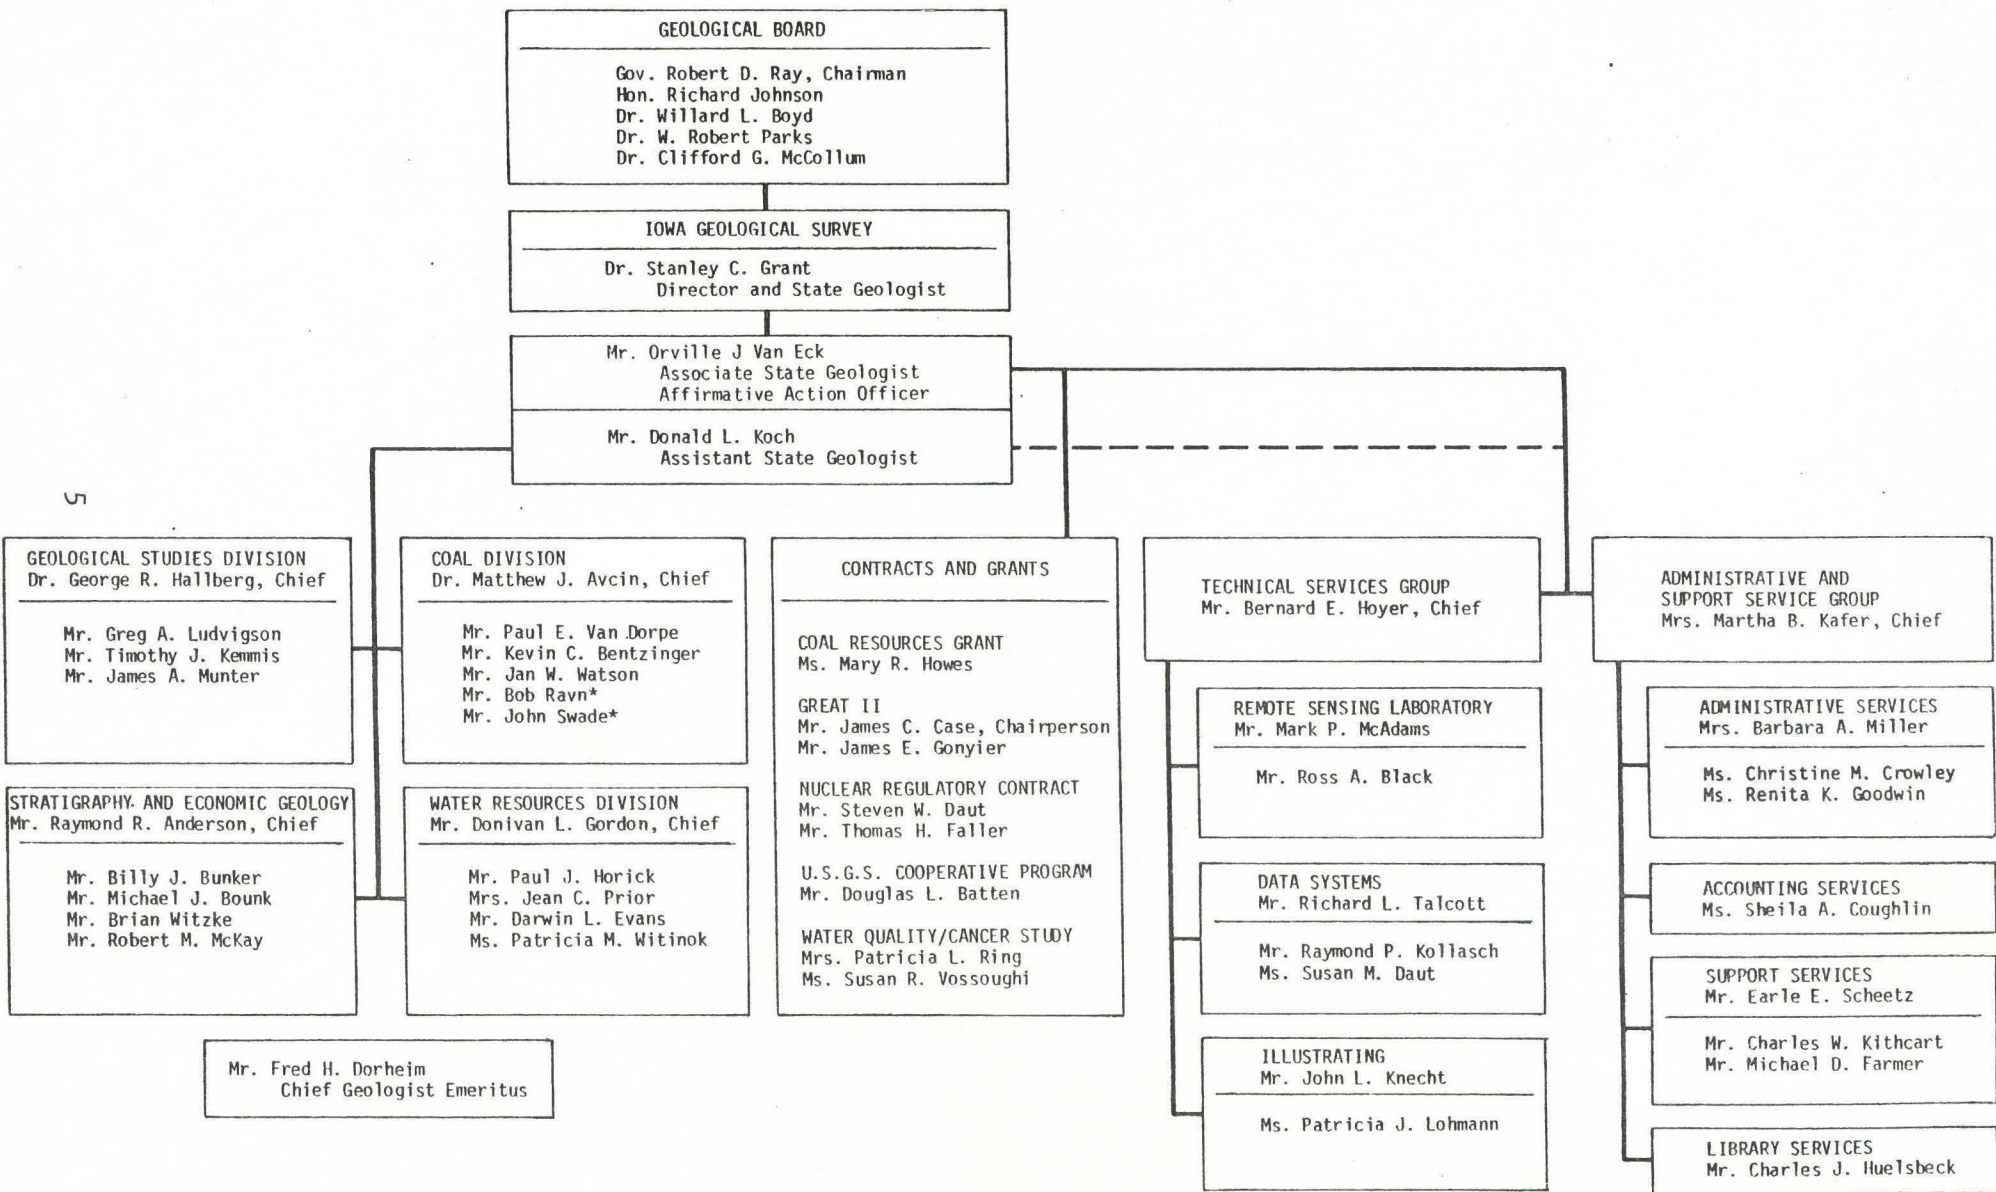 GEOLOGICAL BOARD
Gov. Robert D. Ray, Chairman
Hon. Richard Johnson
Dr. Willard L. Boyd
Dr. W. Robert Parks
Dr. Clifford G. McCollum
IOWA GEOLOGICAL SURVEY
Dr. Stanley C. Grant
Director and State Geologist
Mr. Orville J Van Eck
Associate State Geologist
Affirmative Action Officer
Mr. Donald L. Koch
Assistant State Geologist
5
GEOLOGICAL STUDIES DIVISION
Dr. George R. Hallberg, Chief
Mr. Greg A. Ludvigson
Mr. Timothy J. Kemmis
Mr. James A. Munter
STRATIGRAPHY AND ECONOMIC GEOLOGY
Mr. Raymond R. Anderson, Chief
Mr. Billy J. Bunker
Mr. Michael J. Bounk
Mr. Brian Witzke
Mr. Robert M. McKay
COAL DIVISION
Dr. Matthew J. Avcin, Chief
Mr. Paul E. Van Dorpe
Mr. Kevin C. Bentzinger
Mr. Jan W. Watson
Mr. Bob Ravn*
Mr. John Swade*
WATER RESOURCES DIVISION
Mr. Donivan L. Gordon, Chief
Mr. Paul J. Horick
Mrs. Jean C. Prior
Mr. Darwin L. Evans
Ms. Patricia M. Witinok
Mr. Fred H. Dorheim
Chief Geologist Emeritus
CONTRACTS AND GRANTS
COAL RESOURCES GRANT
Ms. Mary R. Howes
GREAT II
Mr. James C. Case, Chairperson
Mr. James E. Gonyier
NUCLEAR REGULATORY CONTRACT
Mr. Steven W. Daut
Mr. Thomas H. Faller
U.S.G.S. COOPERATIVE PROGRAM
Mr. Douglas L. Batten
WATER QUALITY/CANCER STUDY
Mrs. Patricia L. Ring
Ms. Susan R. Vossoughi
TECHNICAL SERVICES GROUP
Mr. Bernard E. Hoyer, Chief
REMOTE SENSING LABORATORY
Mr. Mark P. McAdams
Mr. Ross A. Black
DATA SYSTEMS
Mr. Richard L. Talcott
Mr. Raymond P. Kollasch
Ms. Susan M. Daut
ILLUSTRATING
Mr. John L. Knecht
Ms. Patricia J. Lohmann
ADMINISTRATIVE AND
SUPPORT SERVICE GROUP
Mrs. Martha B. Kafer, Chief
ADMINISTRATIVE SERVICES
Mrs. Barbara A. Miller
Ms. Christine M. Crowley
Ms. Renita K. Goodwin
ACCOUNTING SERVICES
Ms. Sheila A. Coughlin
SUPPORT SERVICES
Mr. Earle E. Scheetz
Mr. Charles W. Kithcart
Mr. Michael D. Farmer
LIBRARY SERVICES
Mr. Charles J. Huelsbeck